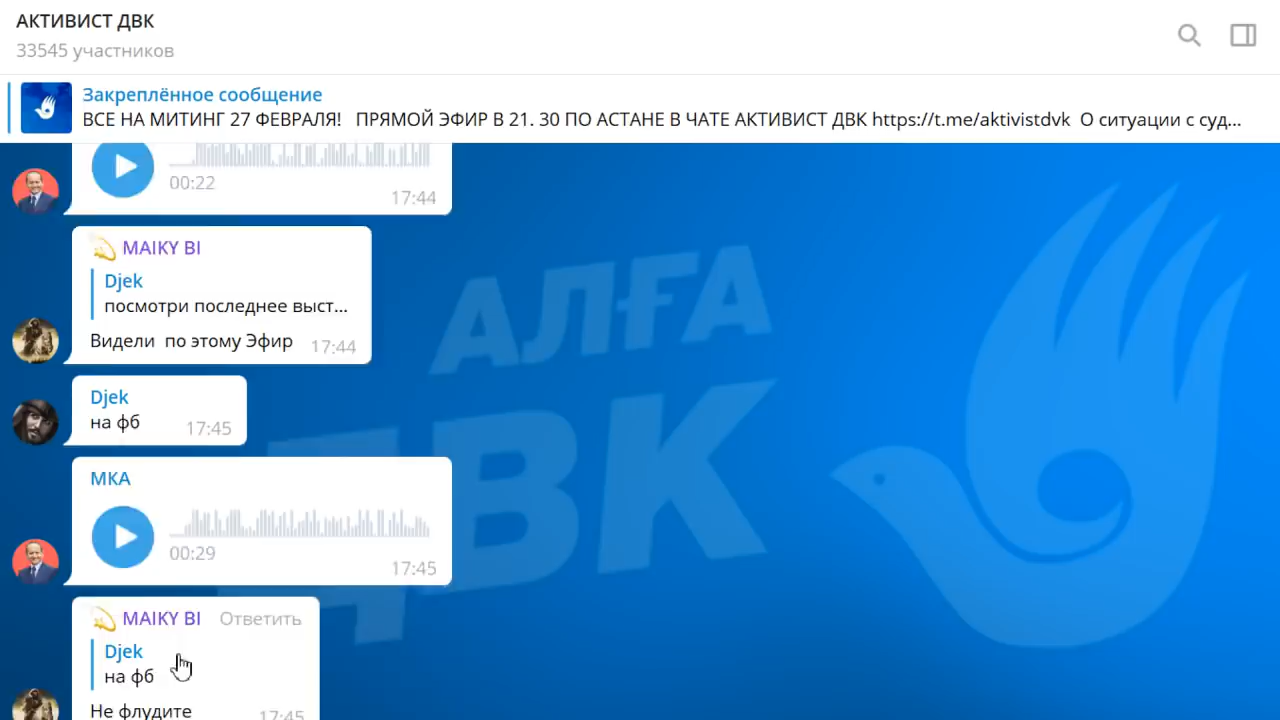 АКТИВИСТ ДВК
33545 участников
Закреплённое сообщение
ВСЕ НА МИТИНГ 27 ФЕВРАЛЯ! ПРЯМОЙ ЭФИР В 21. 30 ПО АСТАНЕ В ЧАТЕ АКТИВИСТ ДВК https://t.me/aktivistdvk О ситуации с суд...
00:22
17:44
MAIKY BI
Djek
посмотри последнее выст...
Видели по этому Эфир 17:44
Djek
на фб 17:45
МКА
00:29
17:45
MAIKY BI Ответить
Djek
на фб
Не флудите 17:45
АЛҒА
ДВК